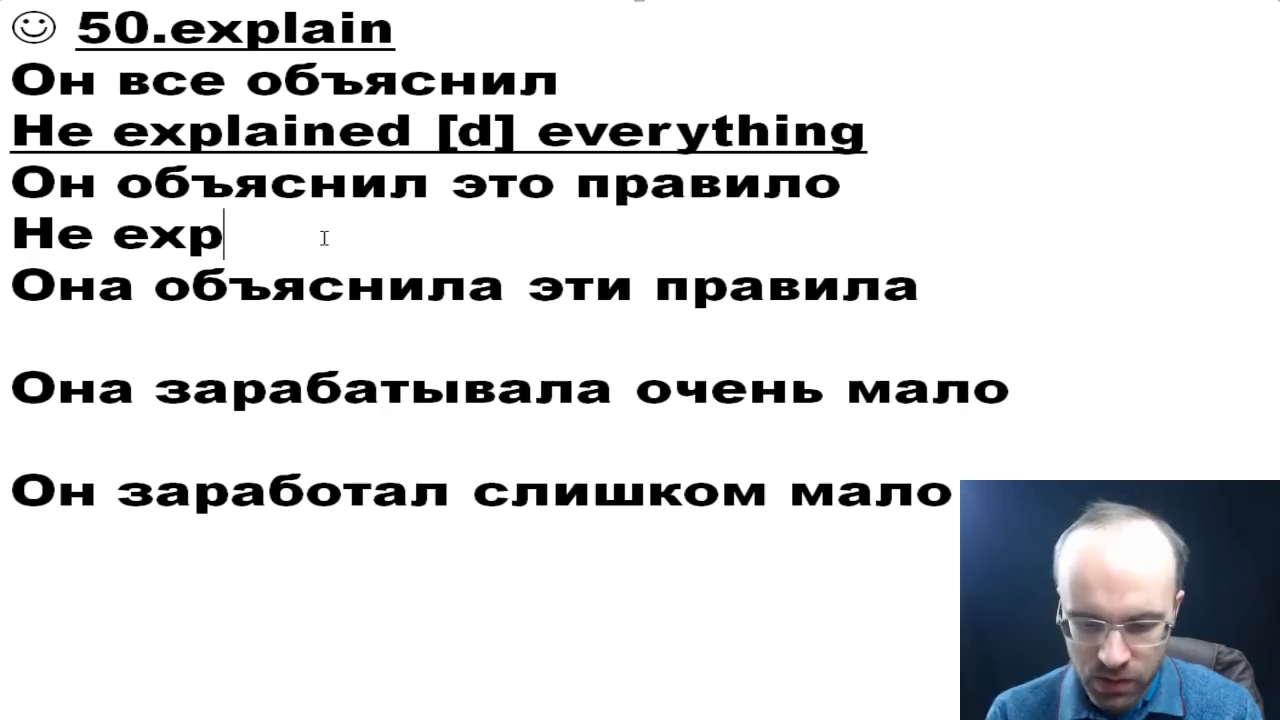 ☺ 50.explain
Он все объяснил
He explained [d] everything
Он объяснил это правило
He exp
Она объяснила эти правила
Она зарабатывала очень мало
Он заработал слишком мало